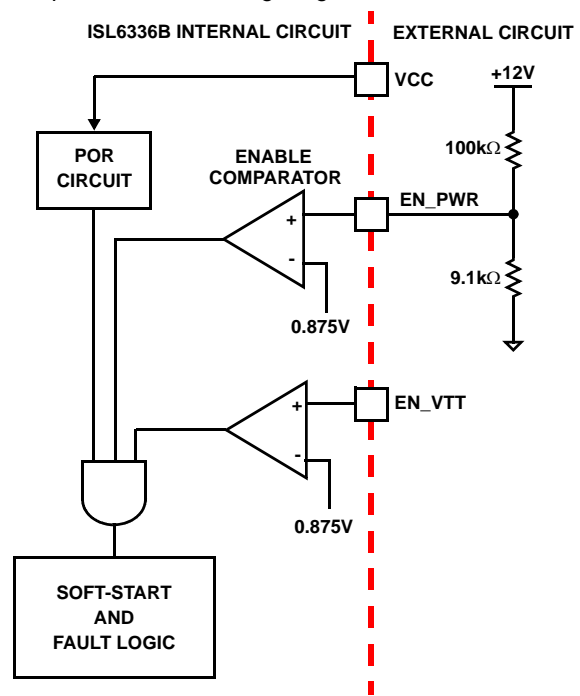 ISL6336B INTERNAL CIRCUIT
EXTERNAL CIRCUIT
VCC
+12V
POR
CIRCUIT
ENABLE
COMPARATOR
100kΩ
EN_PWR
+
-
9.1kΩ
0.875V
EN_VTT
+
-
0.875V
SOFT-START
AND
FAULT LOGIC